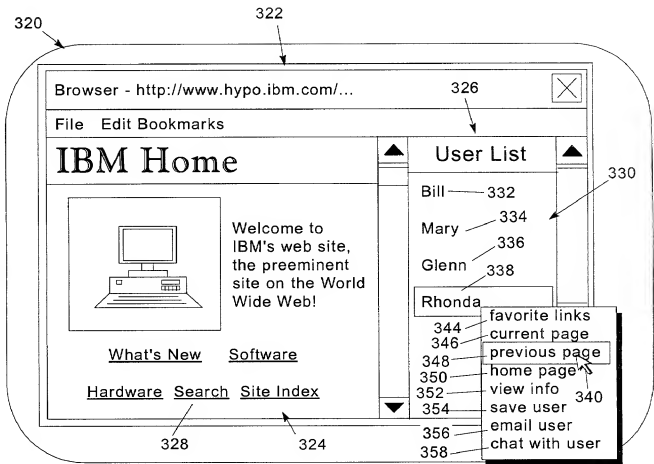 320
322
Browser - http://www.hypo.ibm.com/...
326
File Edit Bookmarks
IBM Home
User List
330
Bill 332
Mary 334
Glenn 336
338
Rhonda
Welcome to
IBM's web site,
the preeminent
site on the World
Wide Web!
What's New Software
Hardware Search Site Index
328
324
344 favorite links
346 current page
348 previous page
350 home page
340
352 view info
354 save user
356 email user
358 chat with user